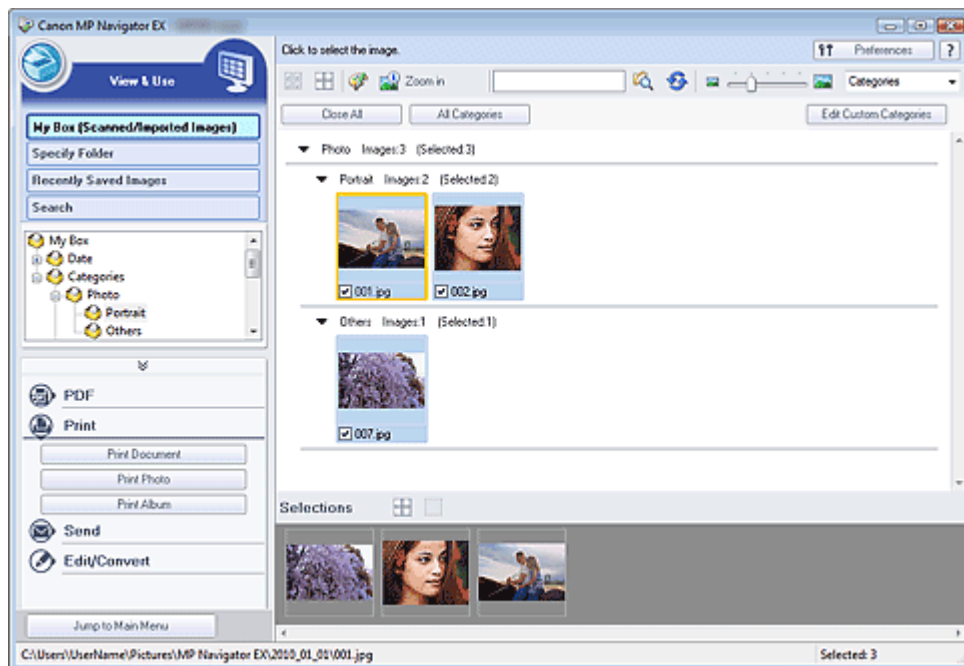 Canon MP Navigator EX
Click to select the image.
Preferences
?
View & Use
Zoom in
Categories
Close All
All Categories
Edit Custom Categories
My Box (Scanned/Imported Images)
Specify Folder
Recently Saved Images
Search
My Box
Date
Categories
Photo
Portrait
Others
Photo Images:3 (Selected:3)
Portrait Images:2 (Selected:2)
001.jpg
002.jpg
Others Images:1 (Selected:1)
007.jpg
PDF
Print
Print Document
Print Photo
Print Album
Send
Edit/Convert
Jump to Main Menu
Selections
C:\Users\UserName\Pictures\MP Navigator EX\2010_01_01\001.jpg
Selected: 3